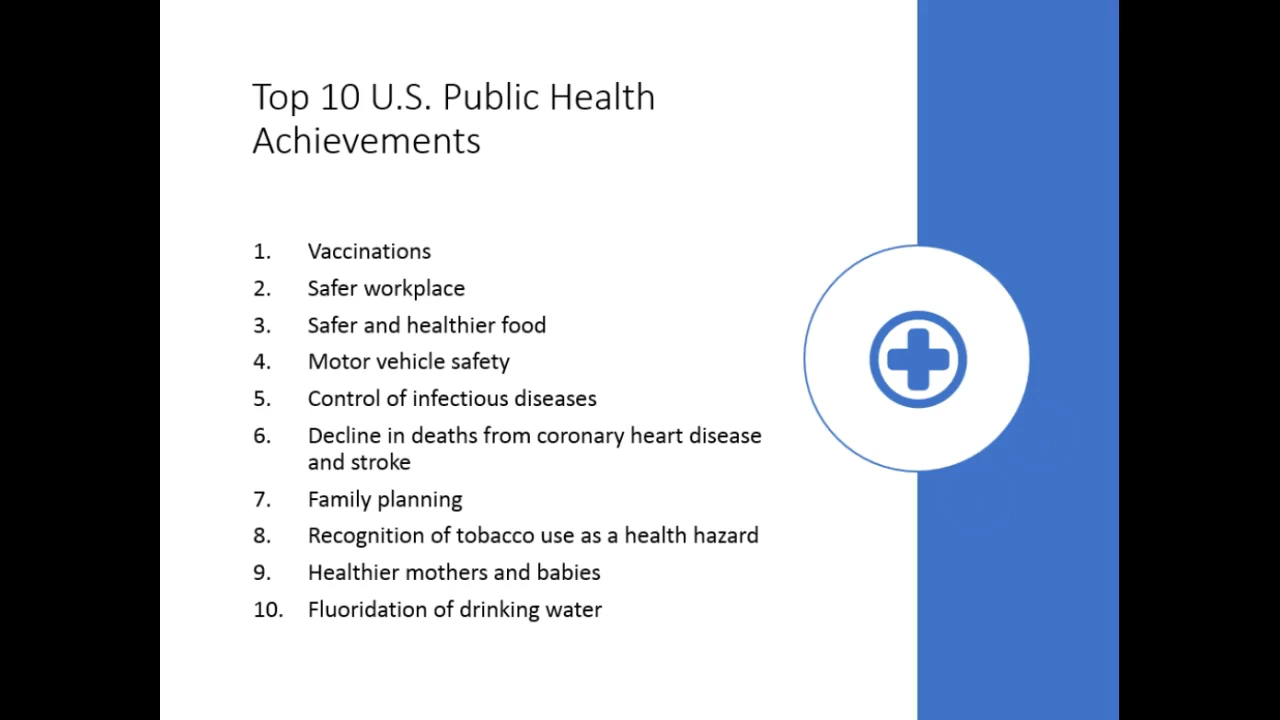 Top 10 U.S. Public Health
Achievements
1. Vaccinations
2. Safer workplace
3. Safer and healthier food
4. Motor vehicle safety
5. Control of infectious diseases
6. Decline in deaths from coronary heart disease
and stroke
7. Family planning
8. Recognition of tobacco use as a health hazard
9. Healthier mothers and babies
10. Fluoridation of drinking water